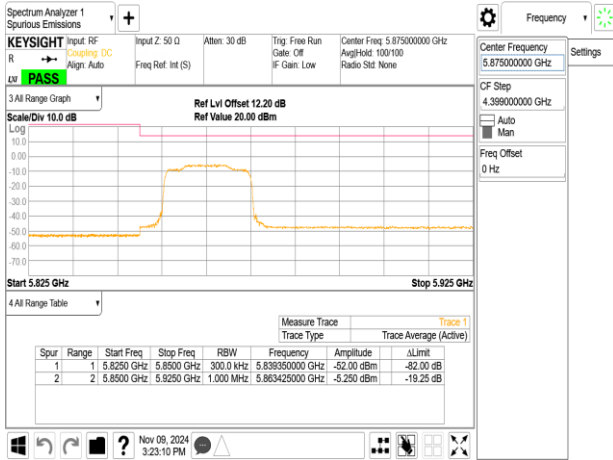 Spectrum Analyzer 1
Spurious Emissions
Frequency
KEYSIGHT
R
LXI
PASS
Input: RF
Coupling: DC
Align: Auto
Input Z: 50 Ω
Freq Ref: Int (S)
Atten: 30 dB
Trig: Free Run
Gate: Off
IF Gain: Low
Center Freq: 5.875000000 GHz
Avg|Hold: 100/100
Radio Std: None
Center Frequency
5.875000000 GHz
Settings
CF Step
4.399000000 GHz
Auto
Man
Freq Offset
0 Hz
3 All Range Graph
Scale/Div 10.0 dB
Ref Lvl Offset 12.20 dB
Ref Value 20.00 dBm
Log
10.0
0.00
-10.0
-20.0
-30.0
-40.0
-50.0
-60.0
-70.0
Start 5.825 GHz
Stop 5.925 GHz
4 All Range Table
Measure Trace Trace 1
Trace Type Trace Average (Active)
Spur Range Start Freq Stop Freq RBW Frequency Amplitude ΔLimit
1 1 5.8250 GHz 5.8500 GHz 300.0 kHz 5.839350000 GHz -52.00 dBm -82.00 dB
2 2 5.8500 GHz 5.9250 GHz 1.000 MHz 5.863425000 GHz -5.250 dBm -19.25 dB
?
Nov 09, 2024
3:23:10 PM